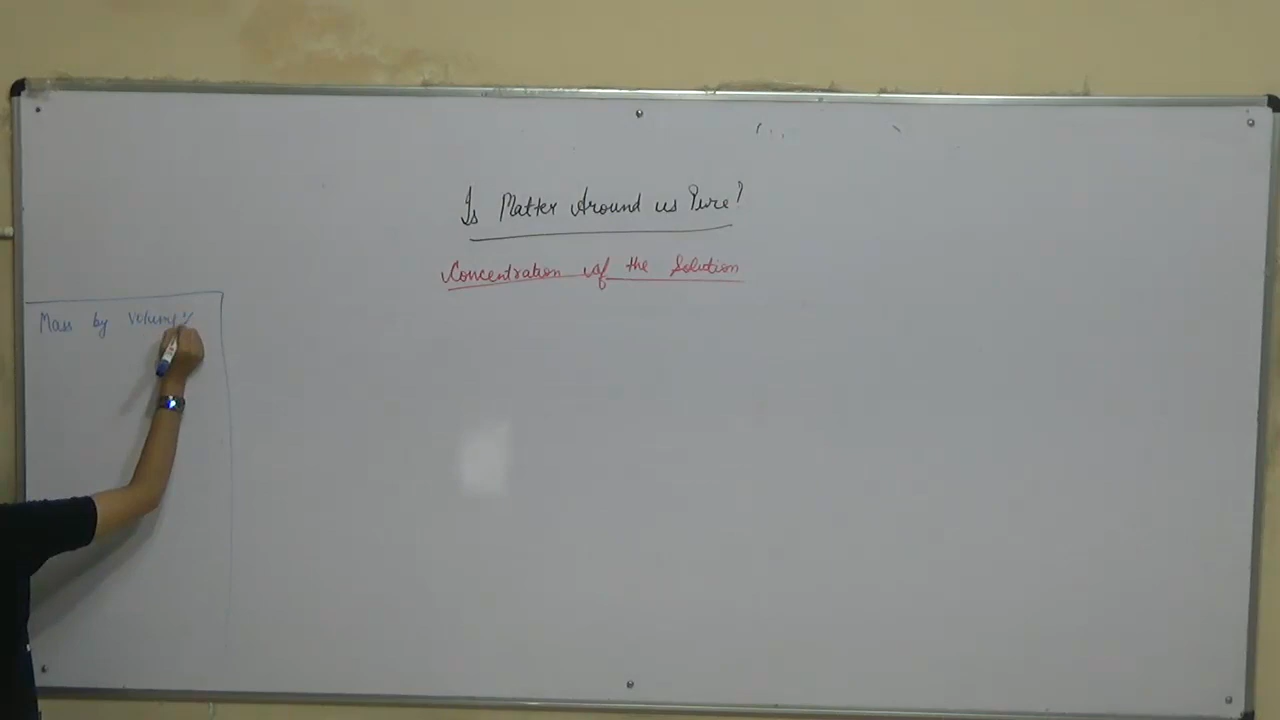 Is Matter Around us Pure?
Concentration of the Solution
Mass by Volume%